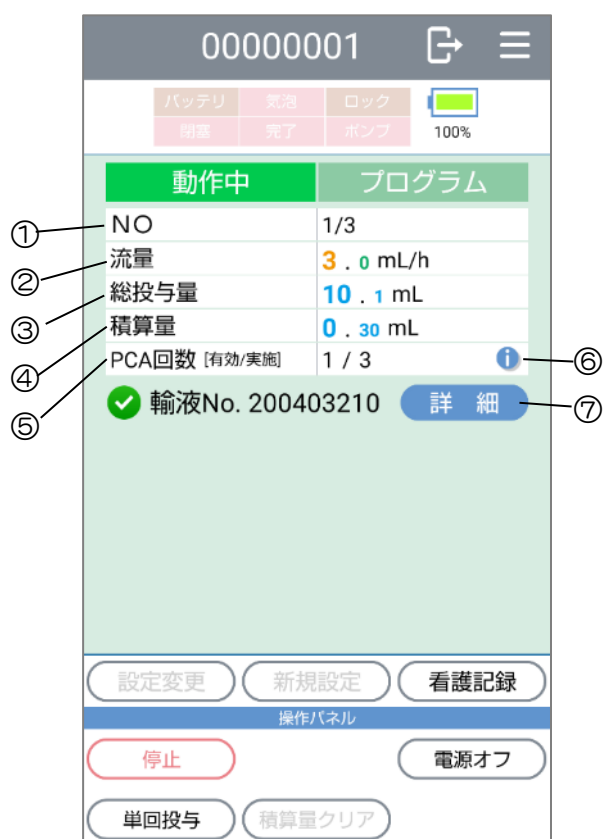 00000001
バッテリ 気泡 ロック
閉塞 完了 ポンプ 100%
動作中 プログラム
① NO 1/3
② 流量 3 . 0 mL/h
③ 総投与量 10 . 1 mL
④ 積算量 0 . 30 mL
⑤ PCA回数 [有効/実施] 1 / 3 ⑥
輸液No. 200403210 詳 細 ⑦
設定変更 新規設定 看護記録
操作パネル
停止 電源オフ
単回投与 積算量クリア